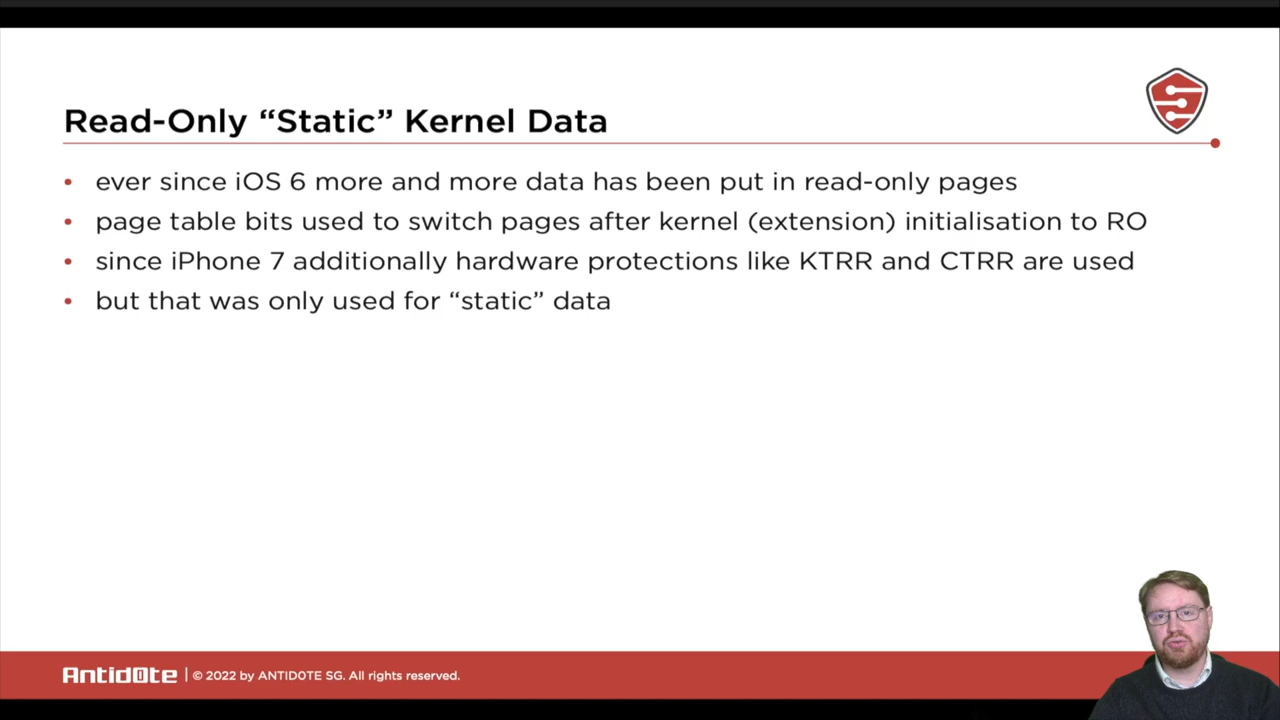 Read-Only “Static” Kernel Data
• ever since iOS 6 more and more data has been put in read-only pages
• page table bits used to switch pages after kernel (extension) initialisation to RO
• since iPhone 7 additionally hardware protections like KTRR and CTRR are used
• but that was only used for “static” data
Antid0te | © 2022 by ANTID0TE SG. All rights reserved.